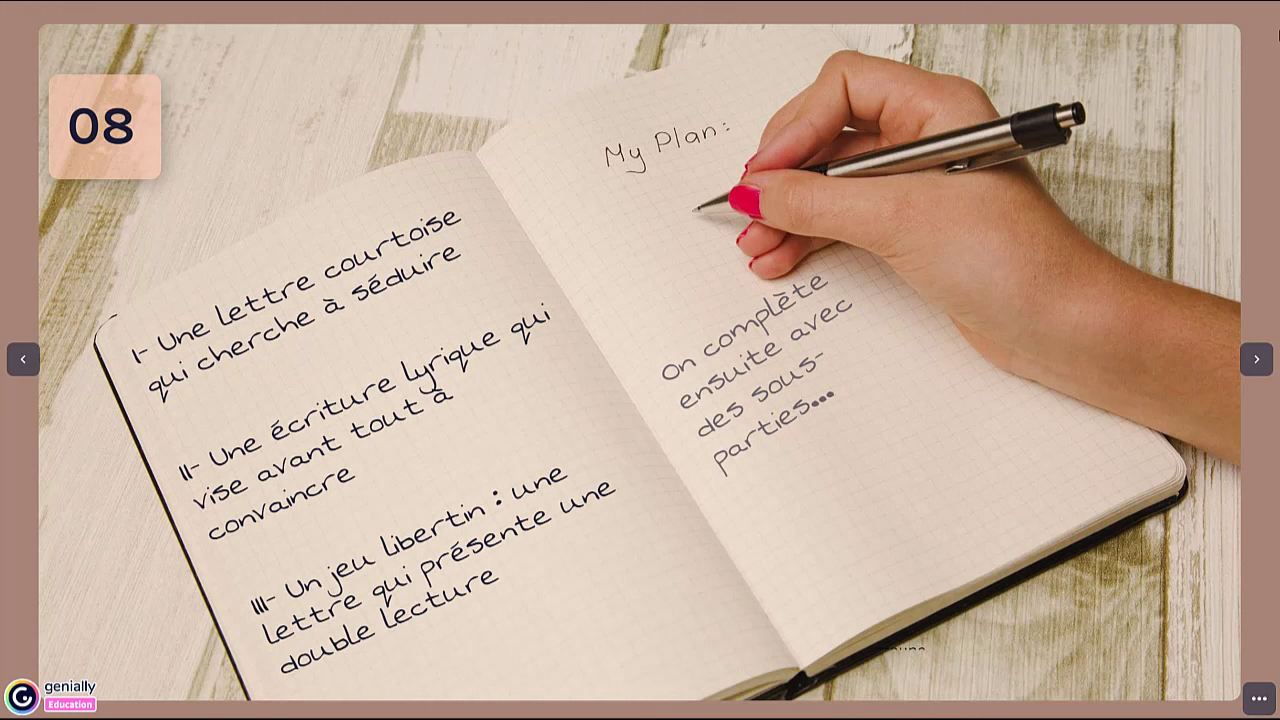 08
My Plan:
I- Une lettre courtoise
qui cherche à séduire
II- Une écriture lyrique qui
vise avant tout à
convaincre
III- Un jeu libertin : une
lettre qui présente une
double lecture
On complète
ensuite avec
des sous-
parties...
genially
Education